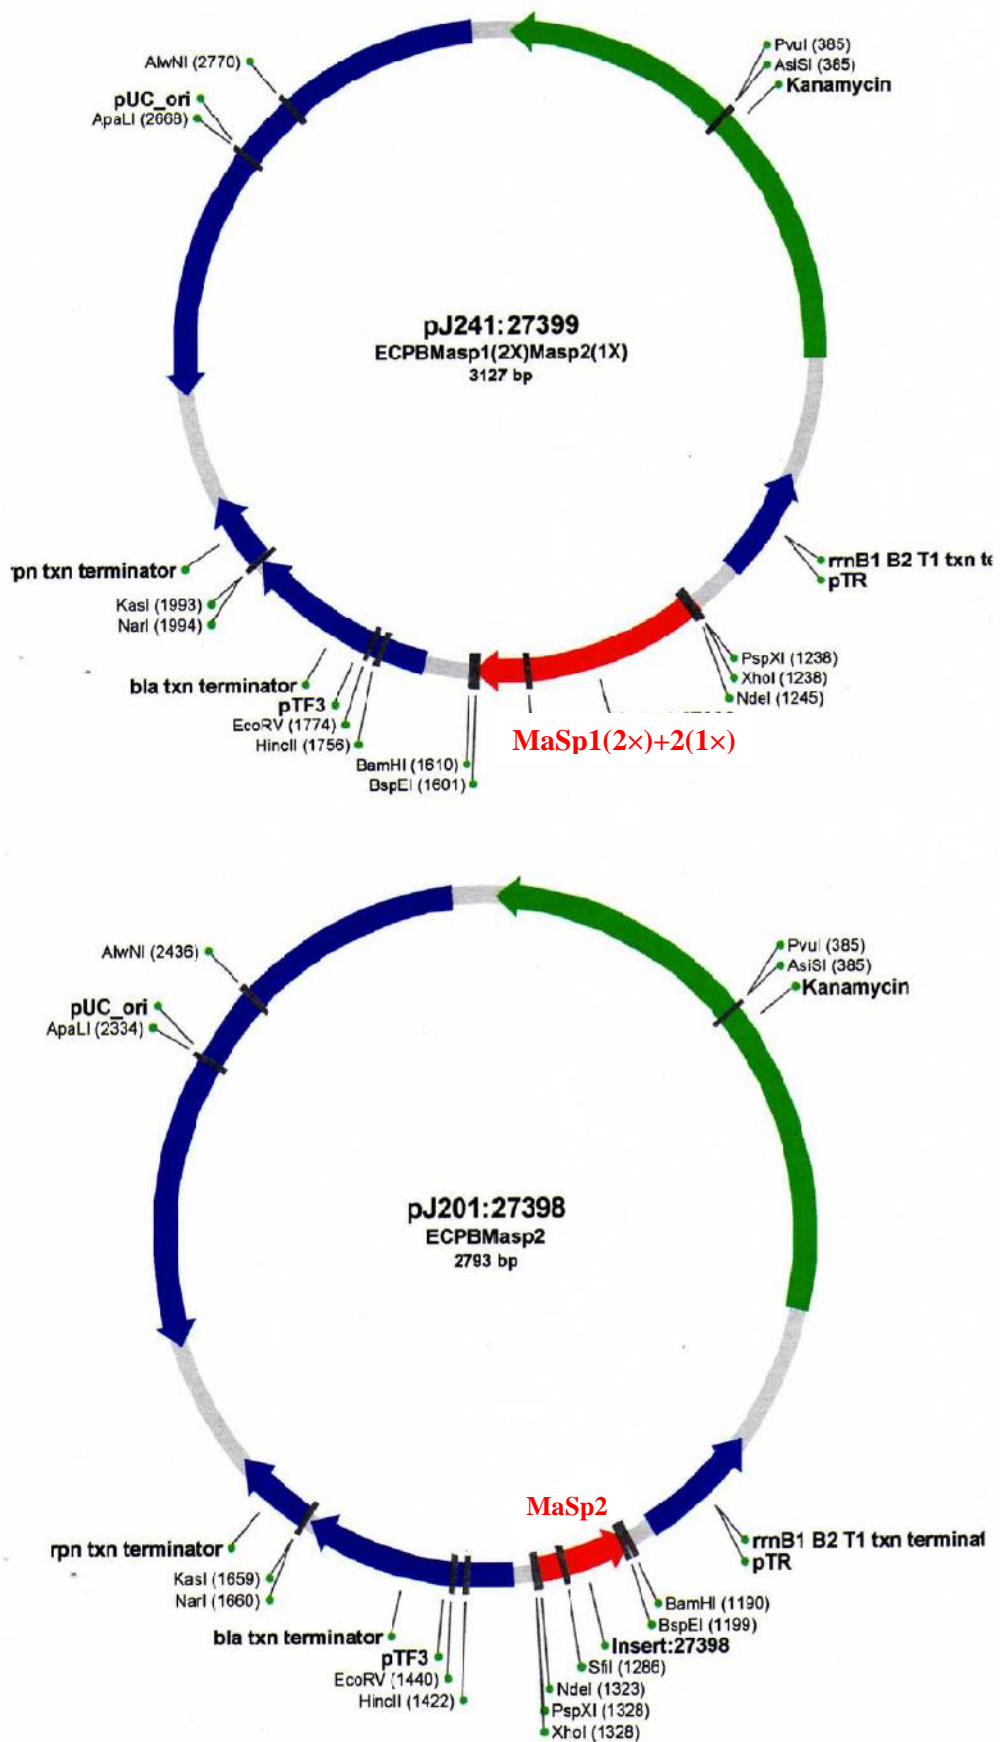 PvuI (385)
AsiSI (385)
Kanamycin
AlwNI (2770)
pUC_ori
ApaLI (2668)
pJ241:27399
ECPBMasp1(2X)Masp2(1X)
3127 bp
rpn txn terminator
KasI (1993)
NarI (1994)
bla txn terminator
pTF3
EcoRV (1774)
HincII (1756)
BamHI (1610)
BspEI (1601)
MaSp1(2×)+2(1×)
rrnB1 B2 T1 txn te
pTR
PspXI (1238)
XhoI (1238)
NdeI (1245)
PvuI (385)
AsiSI (385)
Kanamycin
AlwNI (2436)
pUC_ori
ApaLI (2334)
pJ201:27398
ECPBMasp2
2793 bp
MaSp2
rpn txn terminator
KasI (1659)
NarI (1660)
bla txn terminator
pTF3
EcoRV (1440)
HincII (1422)
rrnB1 B2 T1 txn terminat
pTR
BamHI (1190)
BspEI (1199)
Insert:27398
SfiI (1286)
NdeI (1323)
PspXI (1328)
XhoI (1328)